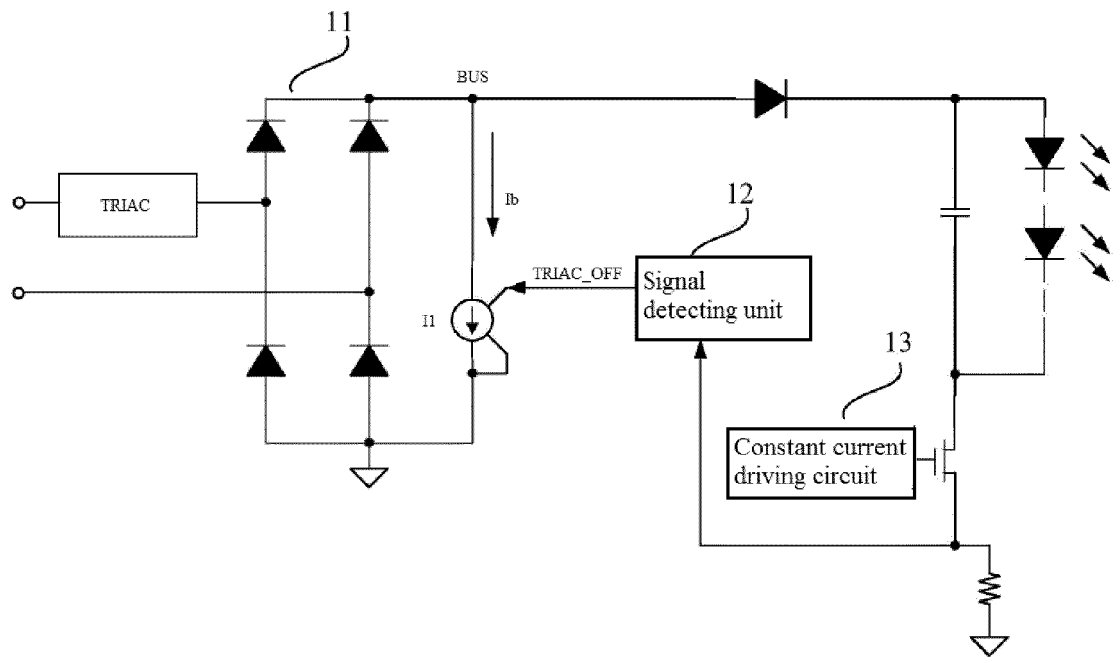 11
BUS
TRIAC
Ib
12
TRIAC_OFF
Signal
detecting unit
I1
13
Constant current
driving circuit